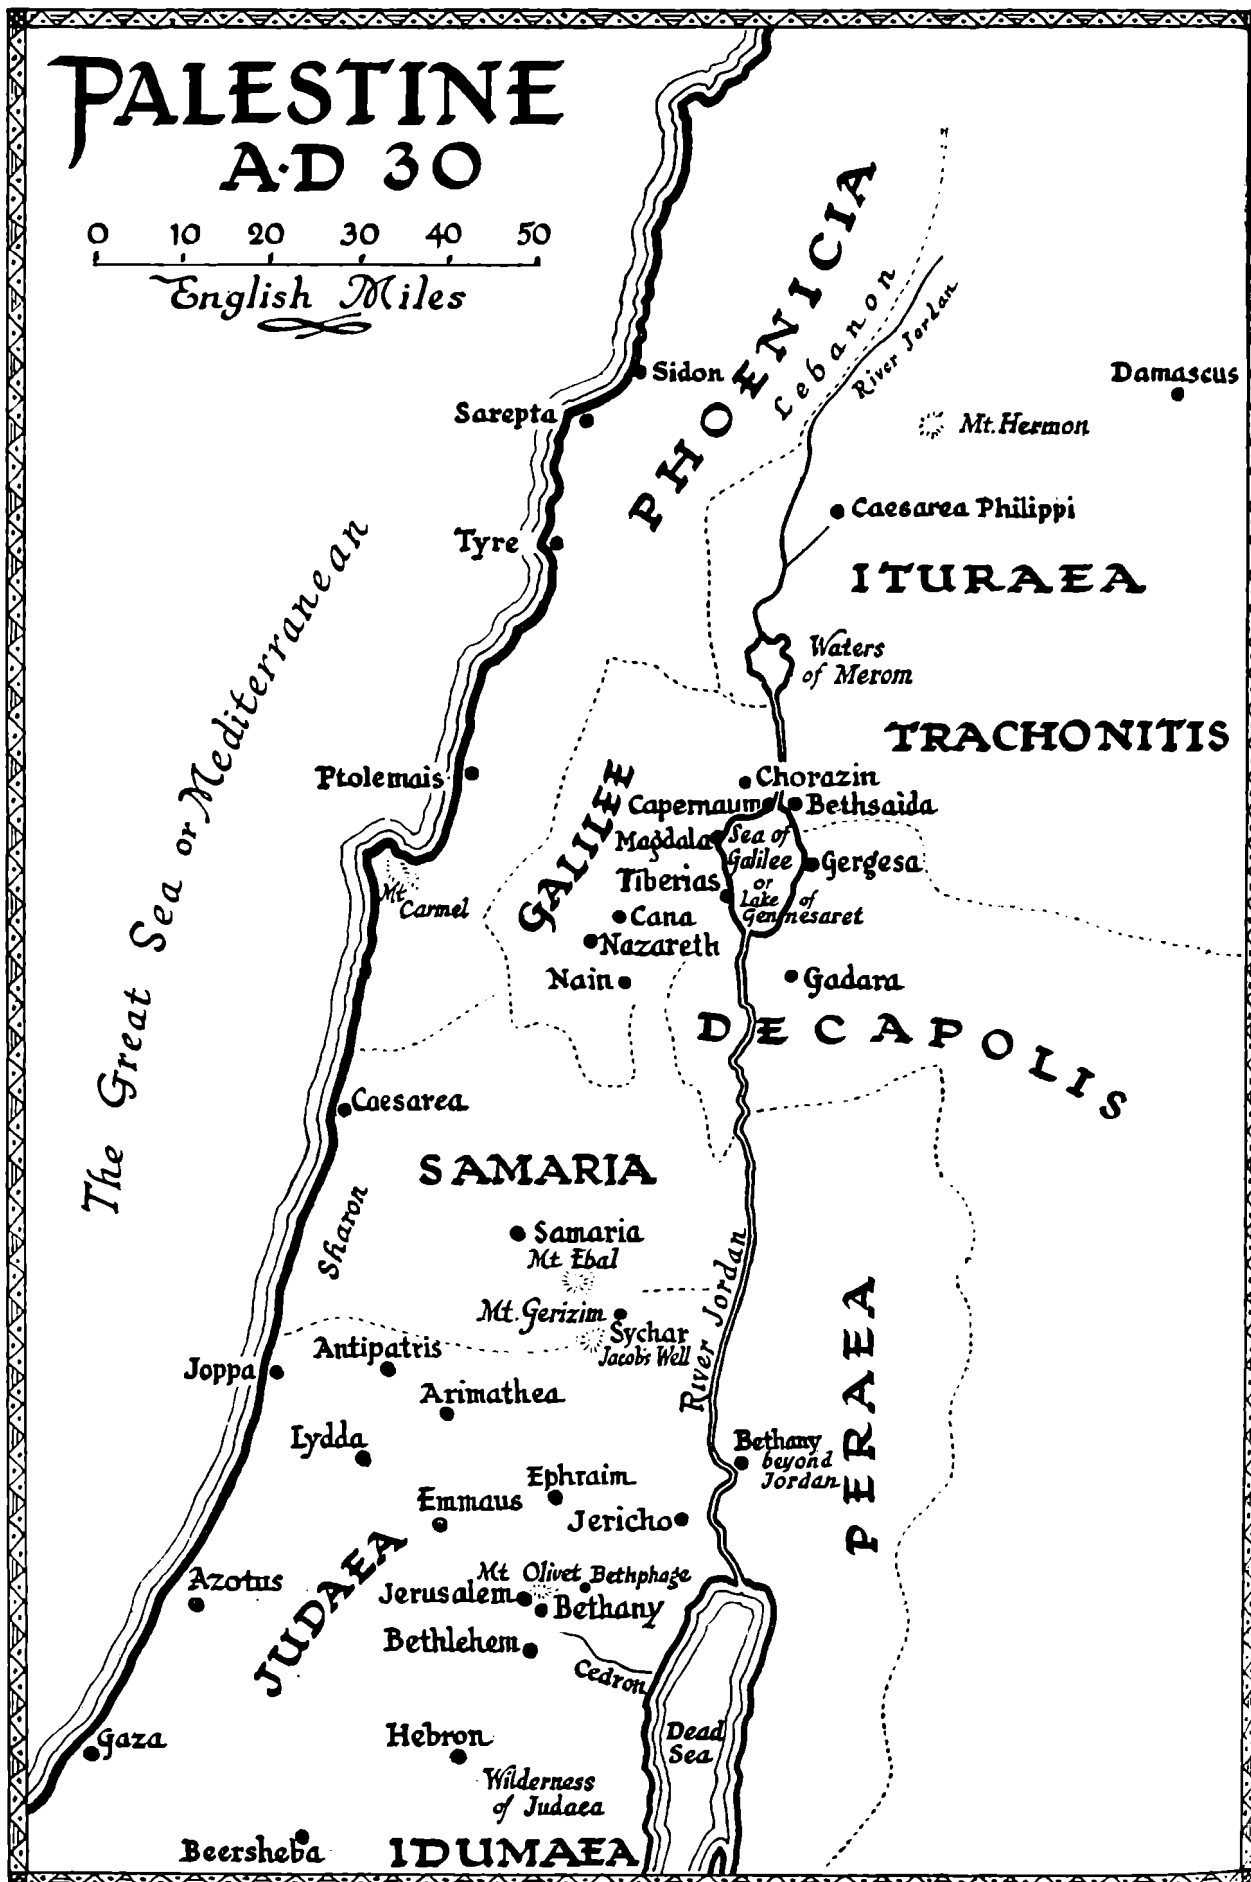 PALESTINE
A·D 30
0 10 20 30 40 50
English Miles
PHOENICIA
Lebanon
River Jordan
Sidon
Damascus
Sarepta
Mt. Hermon
Caesarea Philippi
Tyre
ITURAEA
The Great Sea or Mediterranean
Waters
of Merom
TRACHONITIS
Ptolemais
Chorazin
Capernaum
Bethsaida
GALILEE
Magdala
Sea of
Galilee
or
Lake of
Gennesaret
Gergesa
Tiberias
Mt
Carmel
Cana
Nazareth
Nain
Gadara
DECAPOLIS
Caesarea
SAMARIA
Sharon
Samaria
Mt Ebal
River Jordan
Mt. Gerizim
Sychar
Jacobs Well
PERAEA
Antipatris
Joppa
Arimathea
Lydda
Bethany
beyond
Jordan
Ephraim
Emmaus
Jericho
JUDAEA
Azotus
Mt Olivet
Bethphage
Jerusalem
Bethany
Bethlehem
Cedron
Gaza
Hebron
Dead
Sea
Wilderness
of Judaea
Beersheba
IDUMAEA